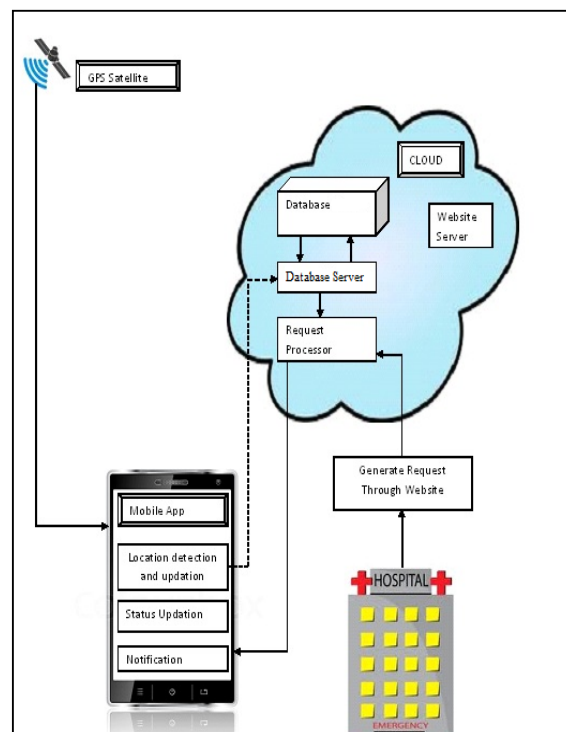 GPS Satellite
CLOUD
Database
Website
Server
Database Server
Request
Processor
Generate Request
Through Website
Mobile App
Location detection
and updation
Status Updation
Notification
HOSPITAL
EMERGENCY